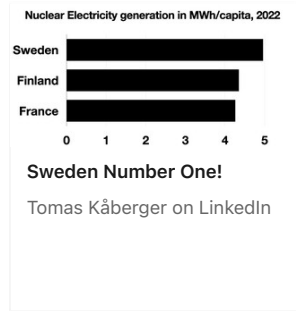 Nuclear Electricity generation in MWh/capita, 2022
Sweden
Finland
France
0 1 2 3 4 5
Sweden Number One!
Tomas Kåberger on LinkedIn